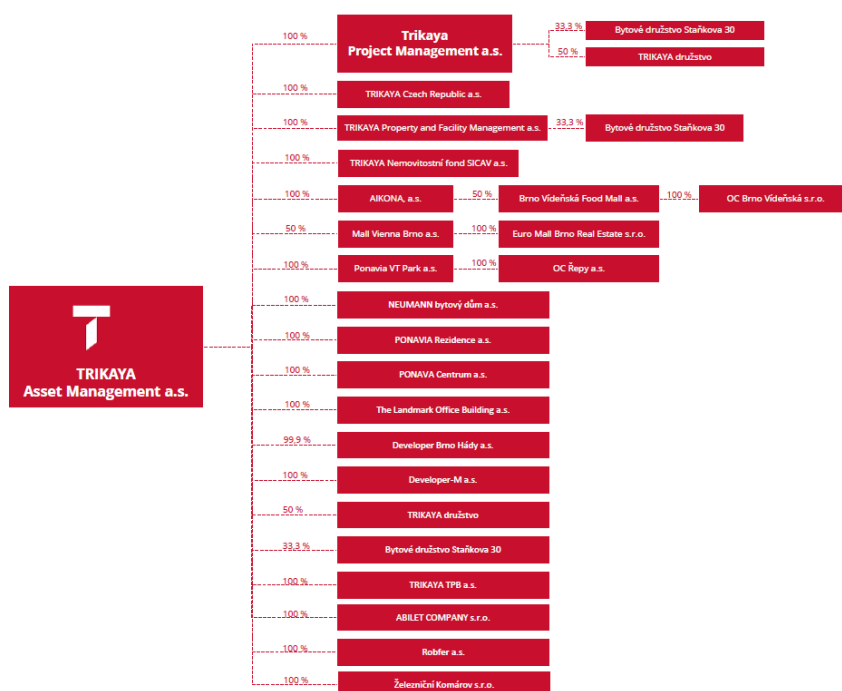 100 %
Trikaya
Project Management a.s.
33,3 %
Bytové družstvo Staňkova 30
50 %
TRIKAYA družstvo
100 %
TRIKAYA Czech Republic a.s.
100 %
TRIKAYA Property and Facility Management a.s.
33,3 %
Bytové družstvo Staňkova 30
100 %
TRIKAYA Nemovitostní fond SICAV a.s.
100 %
AIKONA, a.s.
50 %
Brno Vídeňská Food Mall a.s.
100 %
OC Brno Vídeňská s.r.o.
50 %
Mall Vienna Brno a.s.
100 %
Euro Mall Brno Real Estate s.r.o.
100 %
Ponavia VT Park a.s.
100 %
OC Řepy a.s.
TRIKAYA
Asset Management a.s.
100 %
NEUMANN bytový dům a.s.
100 %
PONAVIA Rezidence a.s.
100 %
PONAVA Centrum a.s.
100 %
The Landmark Office Building a.s.
99,9 %
Developer Brno Hády a.s.
100 %
Developer-M a.s.
50 %
TRIKAYA družstvo
33,3 %
Bytové družstvo Staňkova 30
100 %
TRIKAYA TPB a.s.
100 %
ABILET COMPANY s.r.o.
100 %
Robfer a.s.
100 %
Železniční Komárov s.r.o.